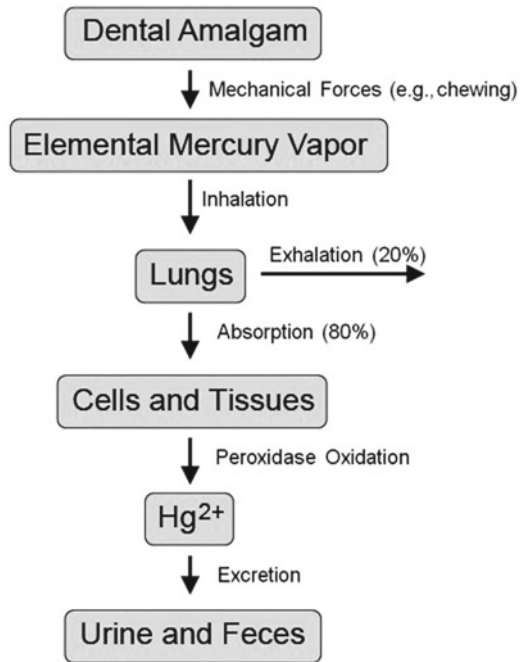 Dental Amalgam
Mechanical Forces (e.g., chewing)
Elemental Mercury Vapor
Inhalation
Exhalation (20%)
Lungs
Absorption (80%)
Cells and Tissues
Peroxidase Oxidation
Hg²⁺
Excretion
Urine and Feces